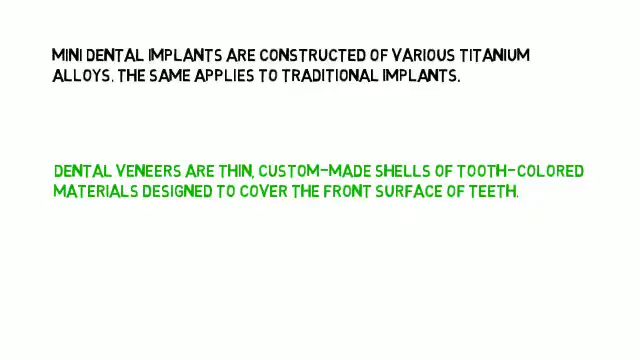 MINI DENTAL IMPLANTS ARE CONSTRUCTED OF VARIOUS TITANIUM
ALLOYS. THE SAME APPLIES TO TRADITIONAL IMPLANTS.
DENTAL VENEERS ARE THIN, CUSTOM-MADE SHELLS OF TOOTH-COLORED
MATERIALS DESIGNED TO COVER THE FRONT SURFACE OF TEETH.